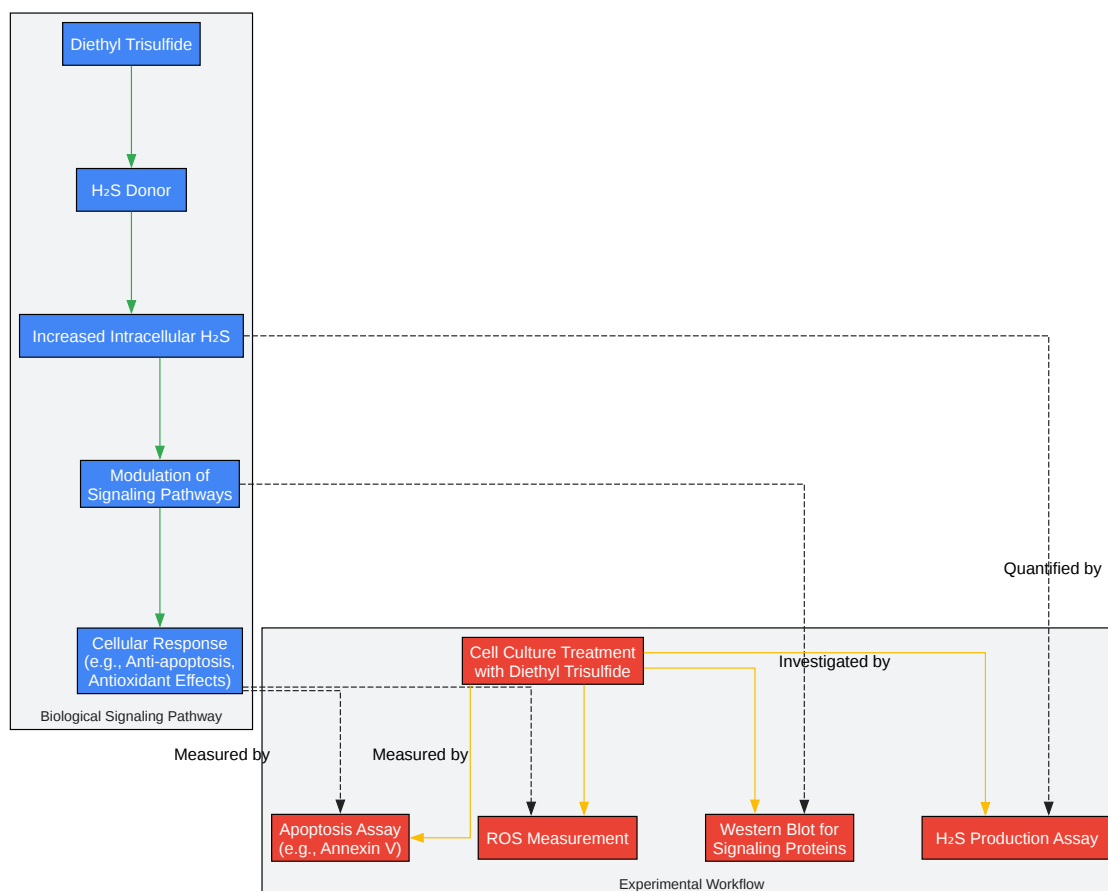 Diethyl Trisulfide
H₂S Donor
Increased Intracellular H₂S
Modulation of
Signaling Pathways
Quantified by
Cellular Response
(e.g., Anti-apoptosis,
Antioxidant Effects)
Biological Signaling Pathway
Cell Culture Treatment
with Diethyl Trisulfide
Investigated by
Measured by
Measured by
Apoptosis Assay
(e.g., Annexin V)
ROS Measurement
Western Blot for
Signaling Proteins
H₂S Production Assay
Experimental Workflow